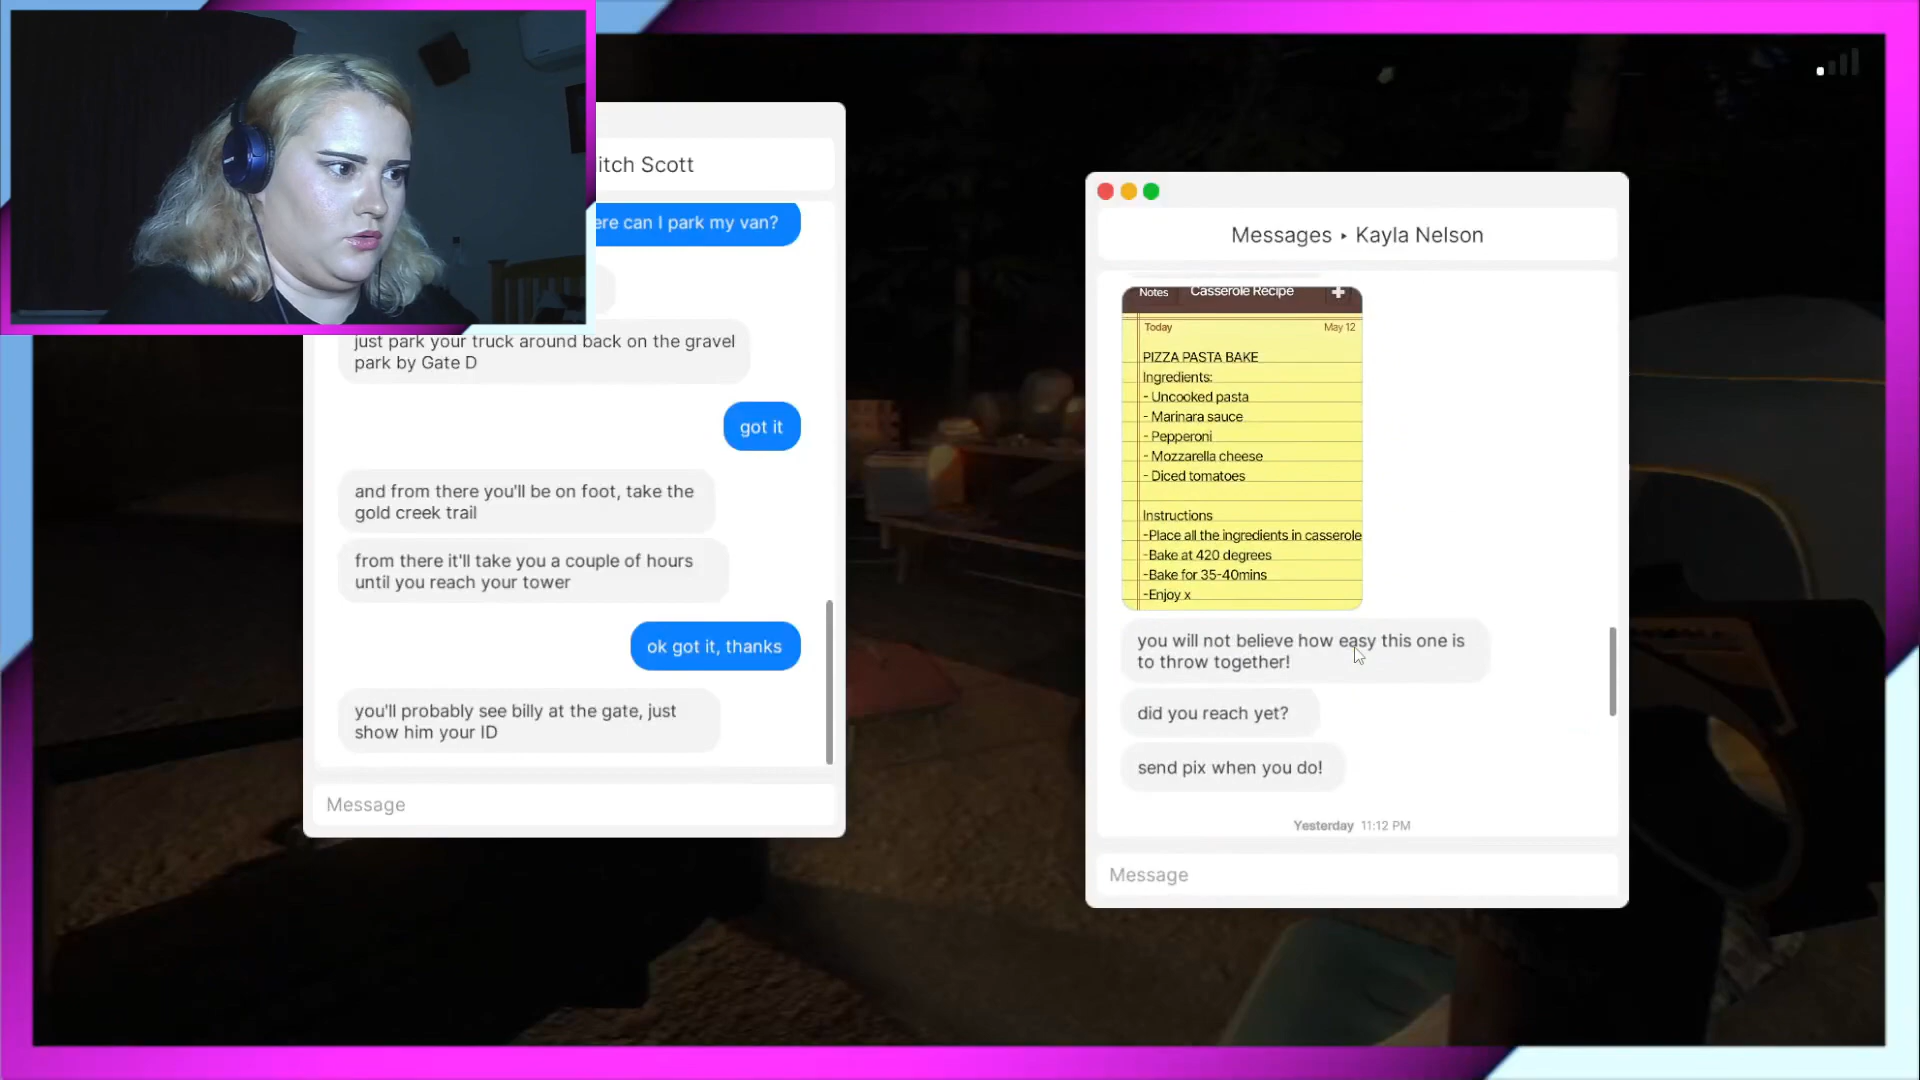 itch Scott
ere can I park my van?
just park your truck around back on the gravel
park by Gate D
got it
and from there you'll be on foot, take the
gold creek trail
from there it'll take you a couple of hours
until you reach your tower
ok got it, thanks
you'll probably see billy at the gate, just
show him your ID
Message
Messages ‣ Kayla Nelson
Notes Casserole Recipe +
Today May 12
PIZZA PASTA BAKE
Ingredients:
- Uncooked pasta
- Marinara sauce
- Pepperoni
- Mozzarella cheese
- Diced tomatoes
Instructions
-Place all the ingredients in casserole
-Bake at 420 degrees
-Bake for 35-40mins
-Enjoy x
you will not believe how easy this one is
to throw together!
did you reach yet?
send pix when you do!
Yesterday 11:12 PM
Message